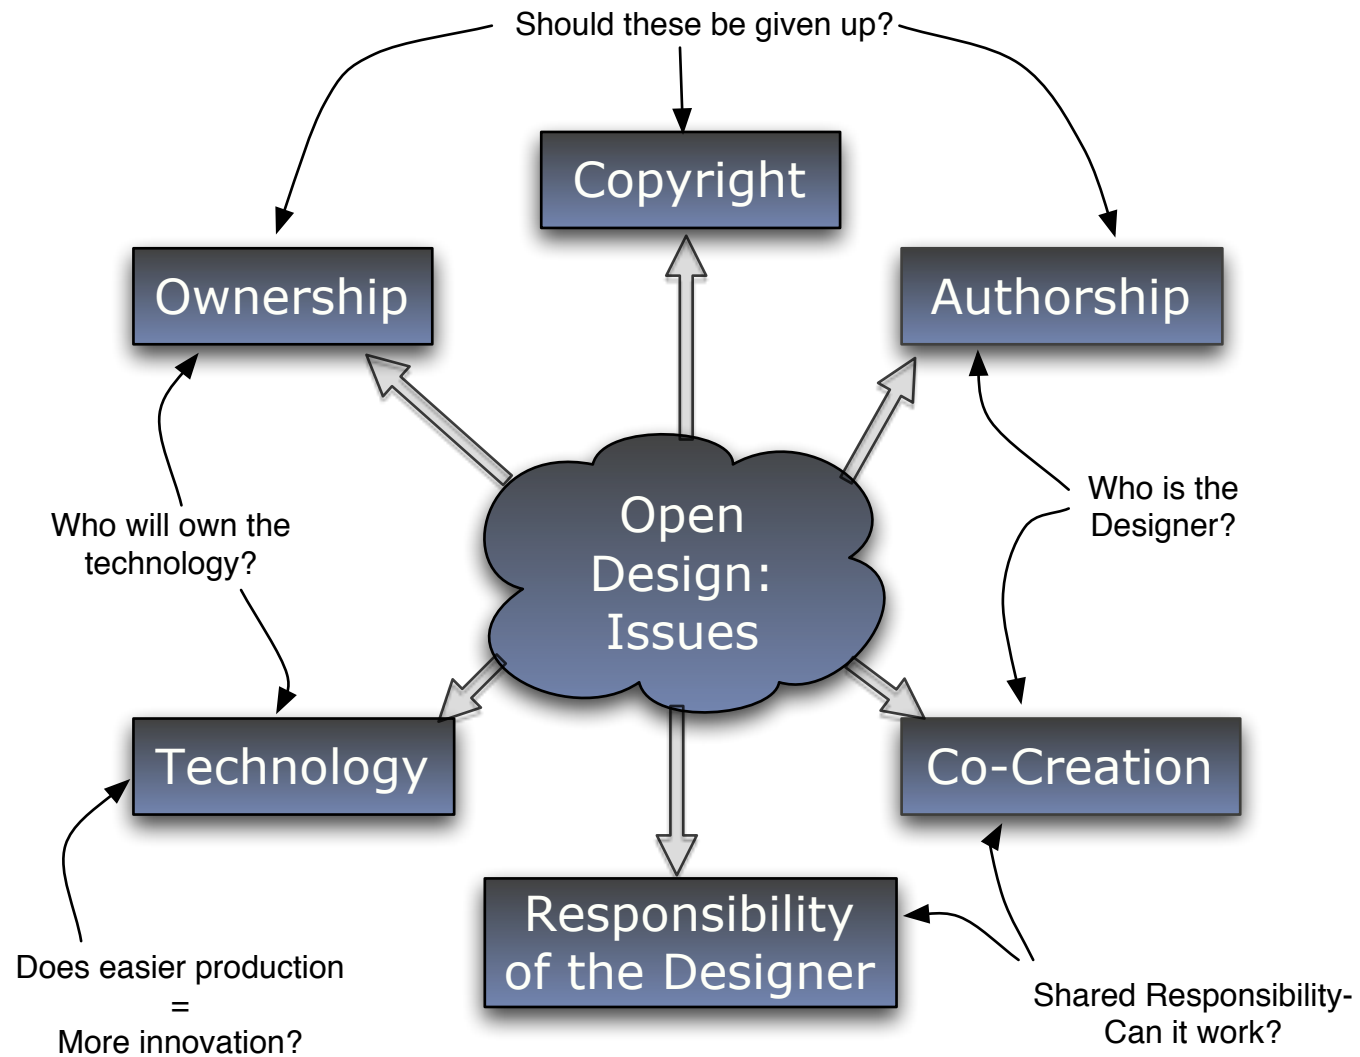 Should these be given up?
Copyright
Ownership
Authorship
Who will own the
technology?
Open
Design:
Issues
Who is the
Designer?
Technology
Co-Creation
Responsibility
of the Designer
Does easier production
=
More innovation?
Shared Responsibility-
Can it work?